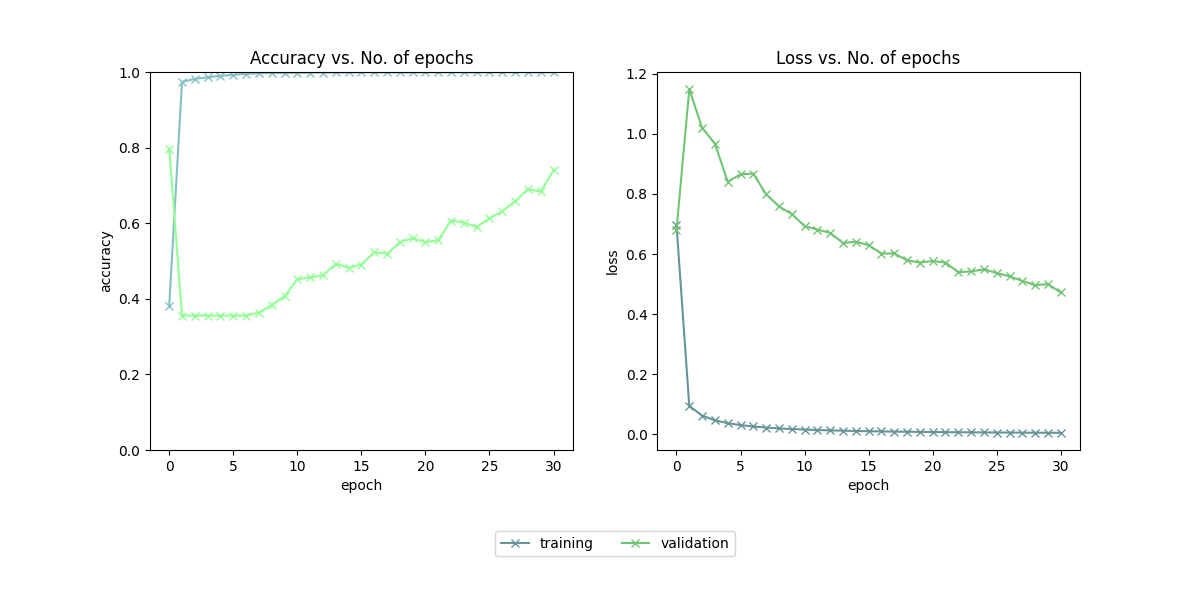 Accuracy vs. No. of epochs
1.0
0.8
0.6
0.4
0.2
0.0
accuracy
0 5 10 15 20 25 30
epoch
Loss vs. No. of epochs
1.2
1.0
0.8
0.6
0.4
0.2
0.0
loss
0 5 10 15 20 25 30
epoch
training validation